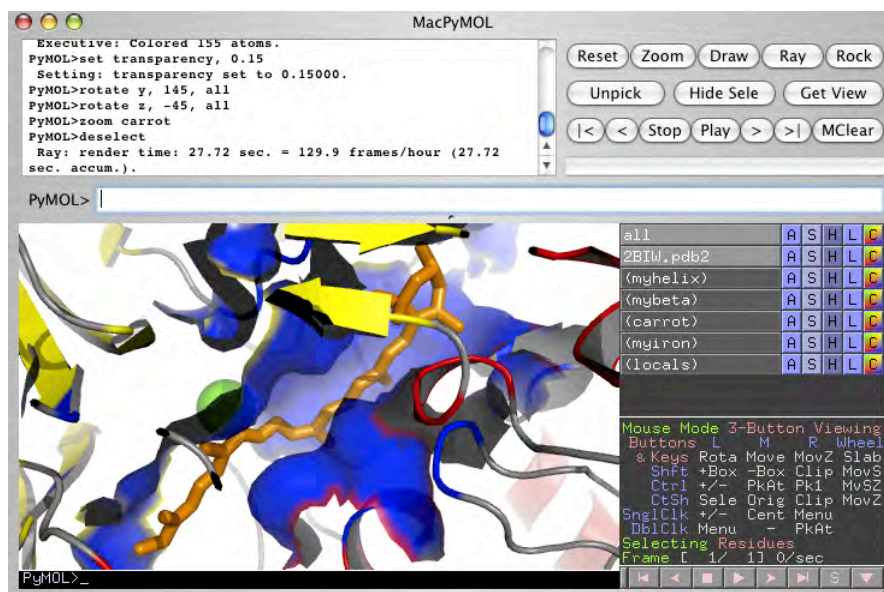 MacPyMOL
Executive: Colored 155 atoms.
PyMOL>set transparency, 0.15
Setting: transparency set to 0.15000.
PyMOL>rotate y, 145, all
PyMOL>rotate z, -45, all
PyMOL>zoom carrot
PyMOL>deselect
Ray: render time: 27.72 sec. = 129.9 frames/hour (27.72
sec. accum.).
Reset Zoom Draw Ray Rock
Unpick Hide Sele Get View
|< < Stop Play > >| MClear
PyMOL>
all A S H L C
2BIW.pdb2 A S H L C
(myhelix) A S H L C
(mybeta) A S H L C
(carrot) A S H L C
(myiron) A S H L C
(locals) A S H L C
Mouse Mode 3-Button Viewing
Buttons L M R Wheel
& Keys Rota Move MovZ Slab
Shft +Box -Box Clip MovS
Ctrl +/- PkAt Pk1 MvSZ
CtSh Sele Orig Clip MovZ
SnglClk +/- Cent Menu
DblClk Menu - PkAt
Selecting Residues
Frame [ 1/ 1] 0/sec
PyMOL>_
S